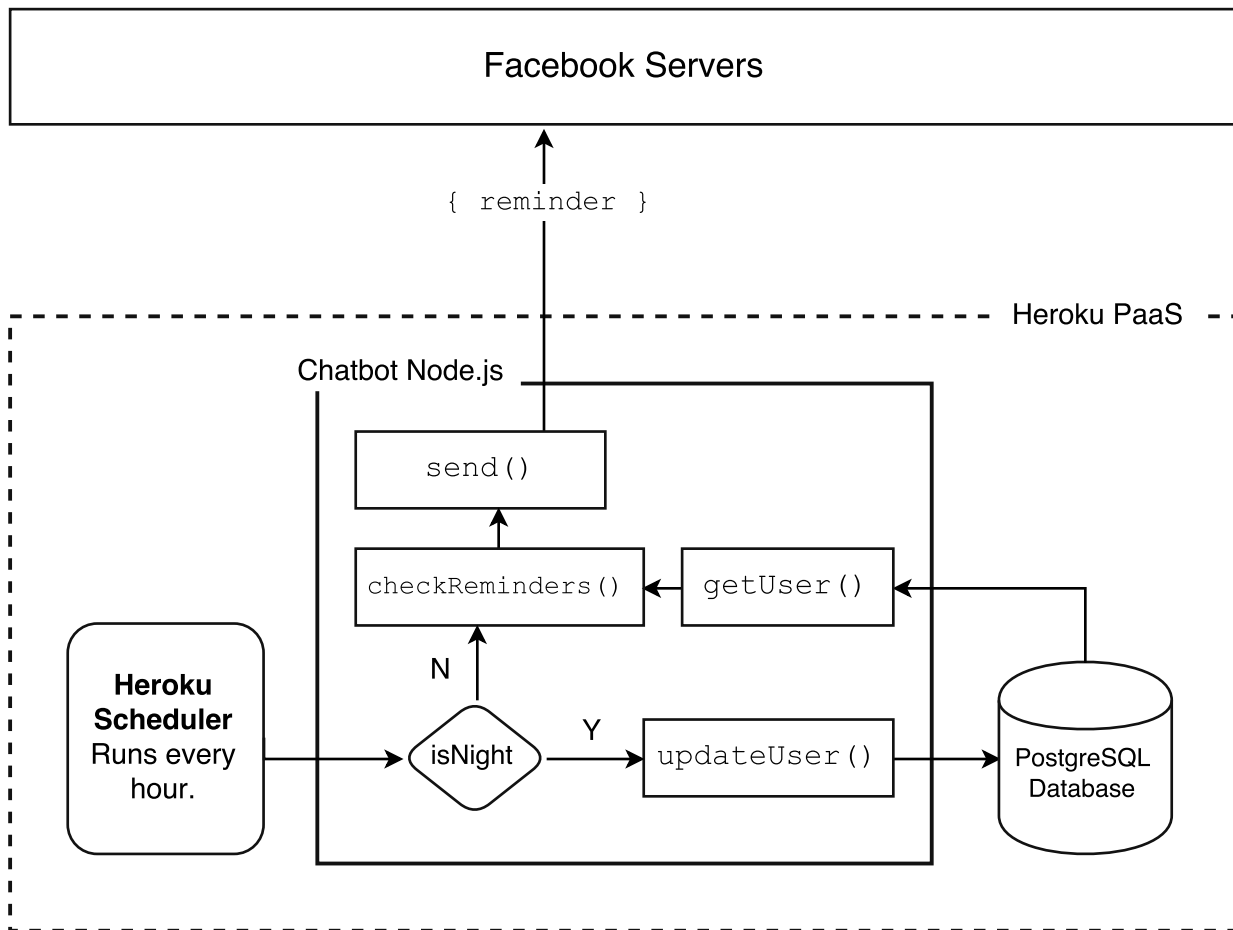 Facebook Servers
{ reminder }
Heroku PaaS
Chatbot Node.js
send()
checkReminders()
getUser()
N
Heroku
Scheduler
Runs every
hour.
isNight
Y
updateUser()
PostgreSQL
Database